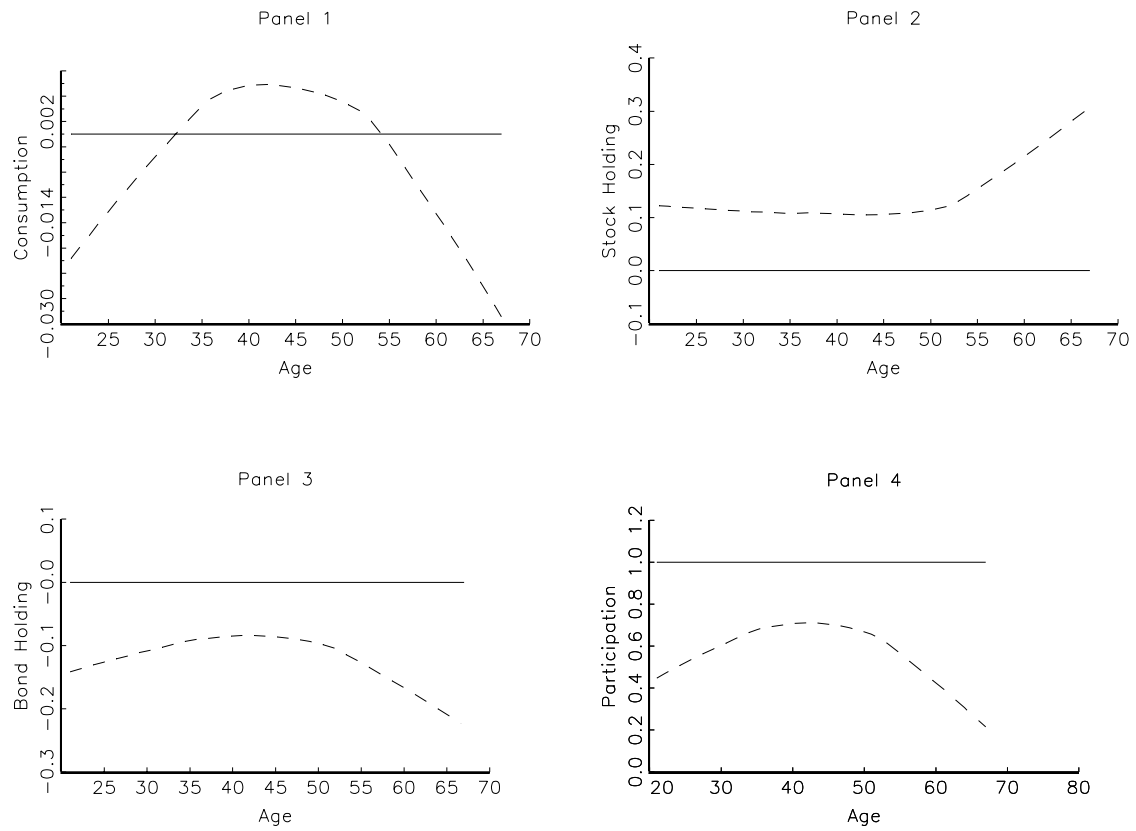 Panel 1
Consumption
0.002
−0.014
−0.030
25 30 35 40 45 50 55 60 65 70
Age
Panel 2
Stock Holding
0.4
0.3
0.2
0.1
0.0
−0.1
25 30 35 40 45 50 55 60 65 70
Age
Panel 3
Bond Holding
0.1
−0.0
−0.1
−0.2
−0.3
25 30 35 40 45 50 55 60 65 70
Age
Panel 4
Participation
1.2
1.0
0.8
0.6
0.4
0.2
0.0
20 30 40 50 60 70 80
Age